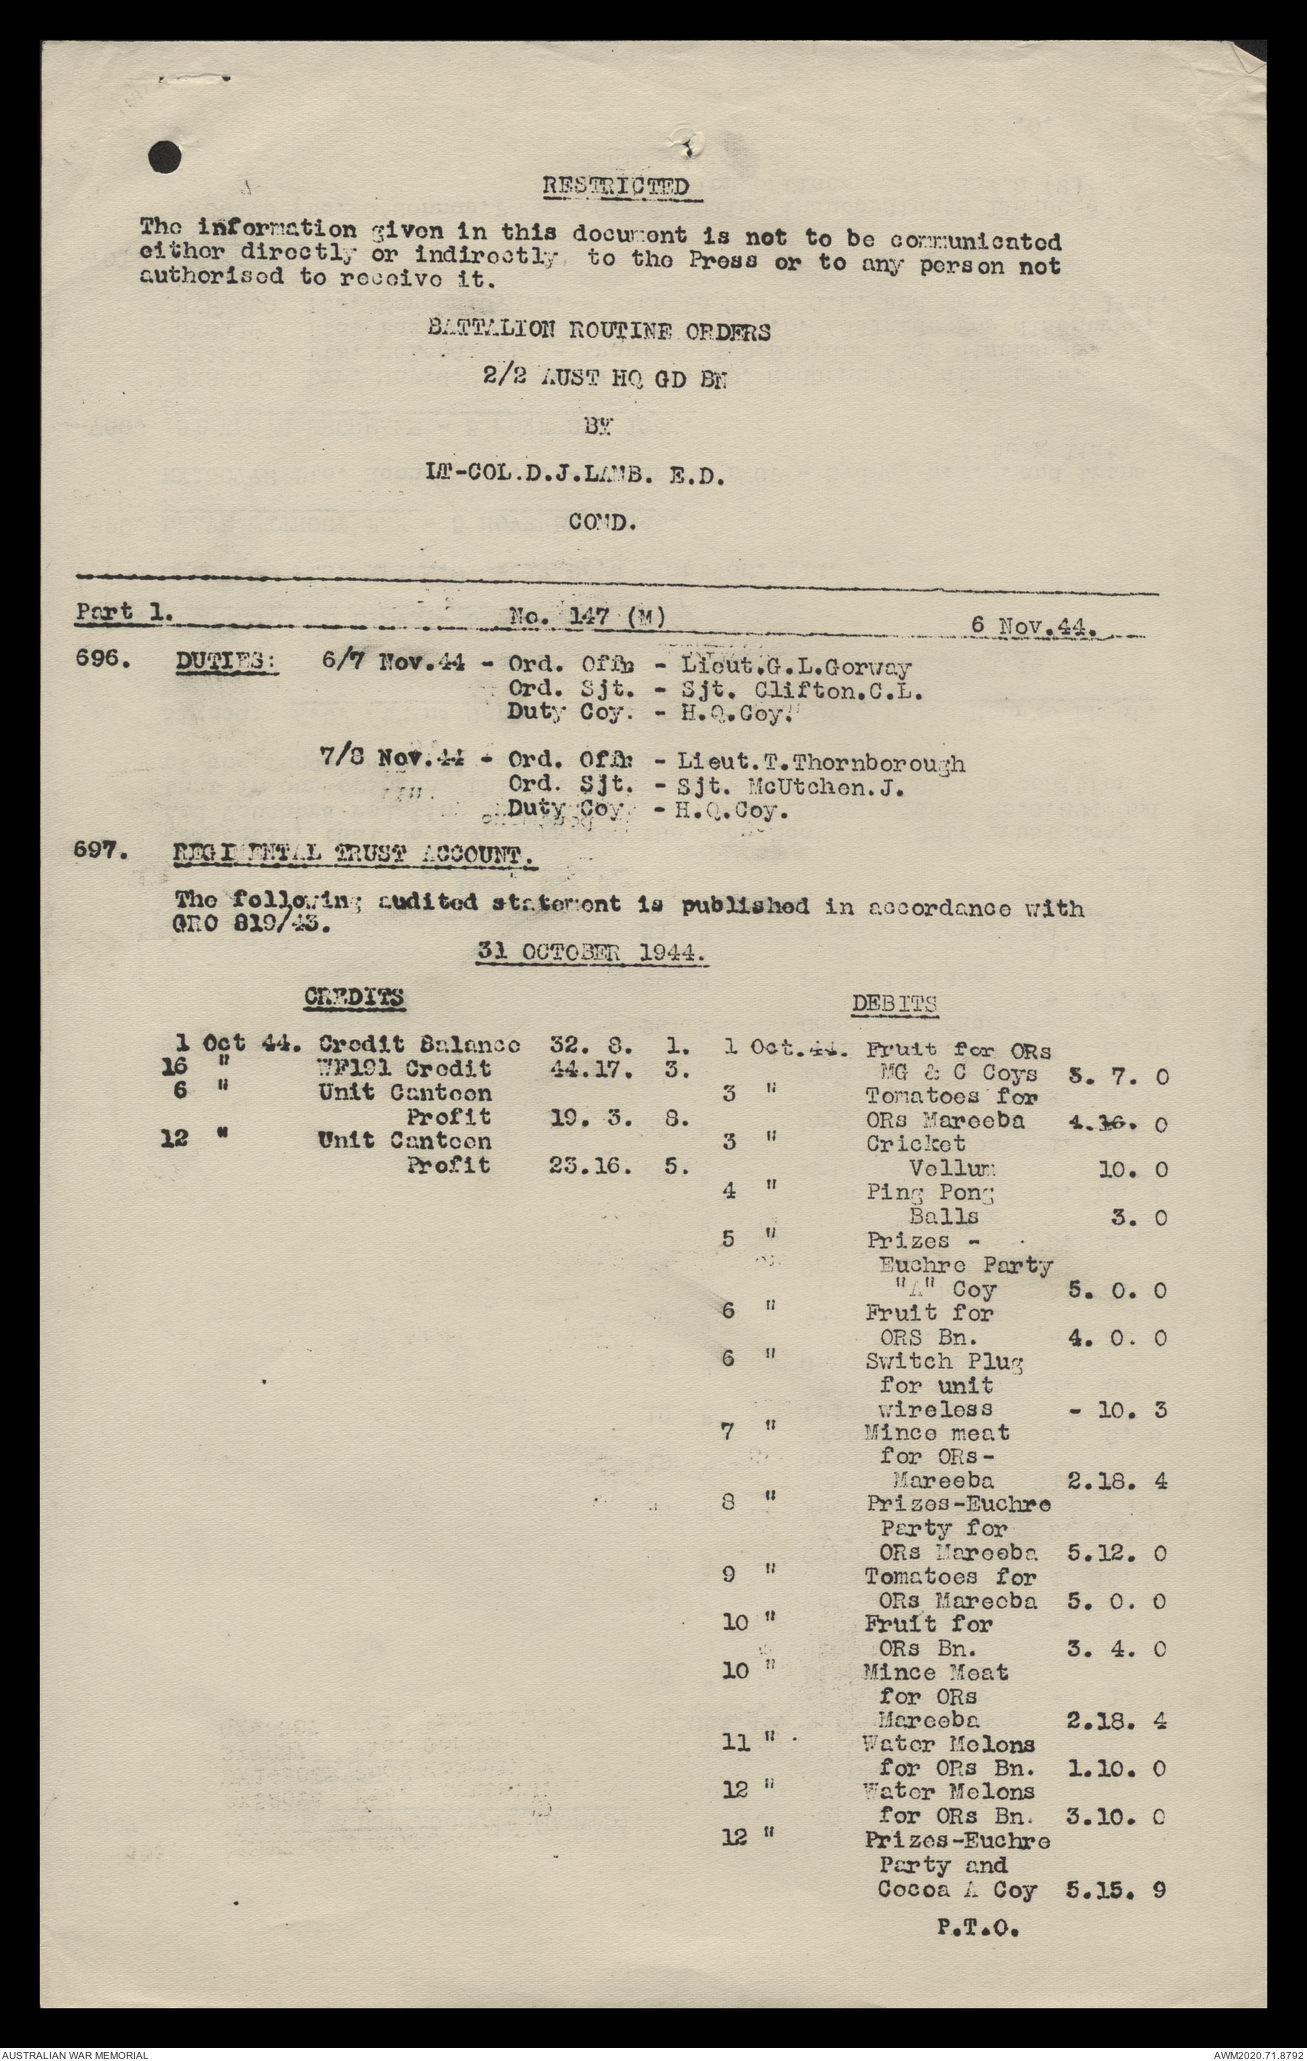 RESTRICTED
The information given in this document is not to be communicated
either directly or indirectly, to the Press or to any person not
authorised to receive it.
BATTALION ROUTINE ORDERS
2/2 AUST HQ GD BN
BY
LT-COL.D.J.LAMB. E.D.
COMD.
Part 1. No. 147 (M) 6 Nov.44.
696. DUTIES: 6/7 Nov.44 - Ord. Offr - Lieut.G.L.Gorway
Ord. Sjt. - Sjt. Clifton.C.L.
Duty Coy. - H.Q.Coy.
7/8 Nov.44 - Ord. Offr - Lieut.T.Thornborough
Ord. Sjt. - Sjt. McUtchen.J.
Duty Coy. - H.Q.Coy.
697. REGIMENTAL TRUST ACCOUNT.
The following audited statement is published in accordance with
GRO 819/43.
31 OCTOBER 1944.
CREDITS
1 Oct 44. Credit Balance 32. 8. 1.
16 " WF191 Credit 44.17. 3.
6 " Unit Canteen
Profit 19. 3. 8.
12 " Unit Canteen
Profit 23.16. 5.
DEBITS
1 Oct.44. Fruit for ORs
MG & C Coys 3. 7. 0
3 " Tomatoes for
ORs Mareeba 4.16. 0
3 " Cricket
Vellum 10. 0
4 " Ping Pong
Balls 3. 0
5 " Prizes -
Euchre Party
"A" Coy 5. 0. 0
6 " Fruit for
ORS Bn. 4. 0. 0
6 " Switch Plug
for unit
wireless - 10. 3
7 " Mince meat
for ORs-
Mareeba 2.18. 4
8 " Prizes-Euchre
Party for
ORs Mareeba 5.12. 0
9 " Tomatoes for
ORs Mareeba 5. 0. 0
10 " Fruit for
ORs Bn. 3. 4. 0
10 " Mince Meat
for ORs
Mareeba 2.18. 4
11 " Water Melons
for ORs Bn. 1.10. 0
12 " Water Melons
for ORs Bn. 3.10. 0
12 " Prizes-Euchre
Party and
Cocoa A Coy 5.15. 9
P.T.O.
AUSTRALIAN WAR MEMORIAL AWM2020.71.8792